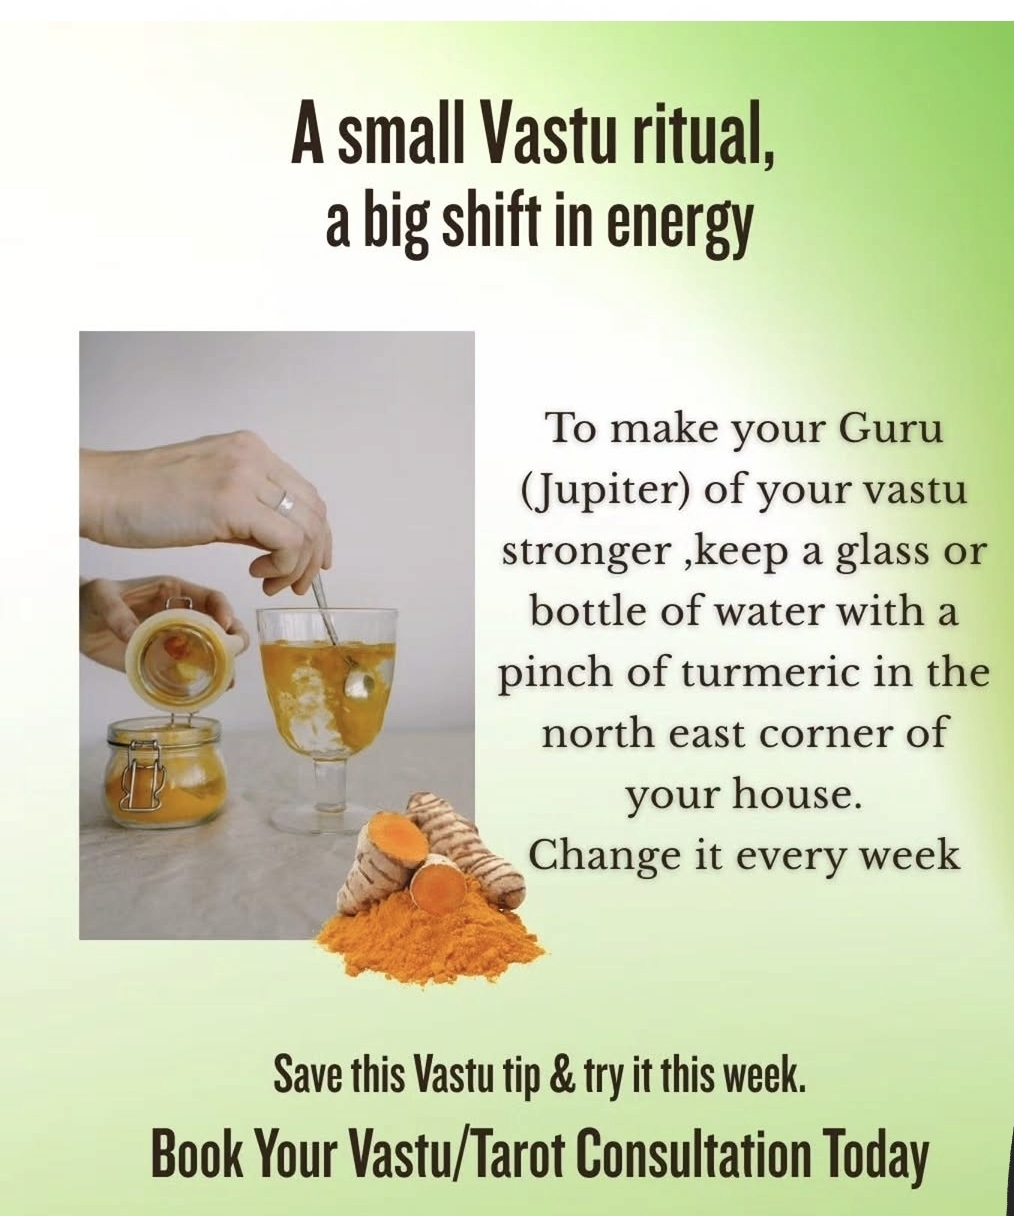 A small Vastu ritual,
a big shift in energy
To make your Guru
(Jupiter) of your vastu
stronger ,keep a glass or
bottle of water with a
pinch of turmeric in the
north east corner of
your house.
Change it every week
Save this Vastu tip & try it this week.
Book Your Vastu/Tarot Consultation Today